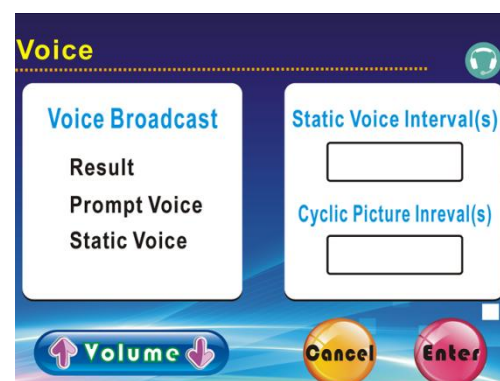 Voice
Voice Broadcast
Result
Prompt Voice
Static Voice
Static Voice Interval(s)
Cyclic Picture Inreval(s)
Volume
Cancel
Enter